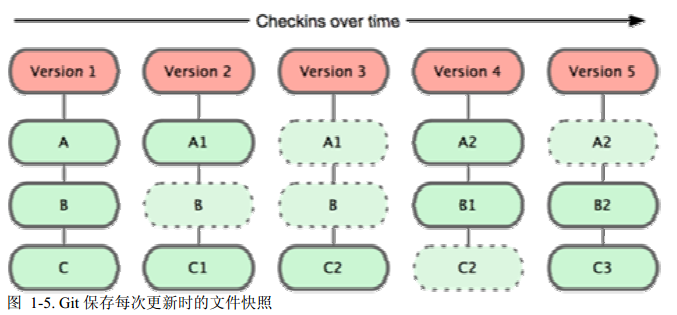 Checkins over time
Version 1 Version 2 Version 3 Version 4 Version 5
A A1 A1 A2 A2
B B B B1 B2
C C1 C2 C2 C3
图 1-5. Git 保存每次更新时的文件快照